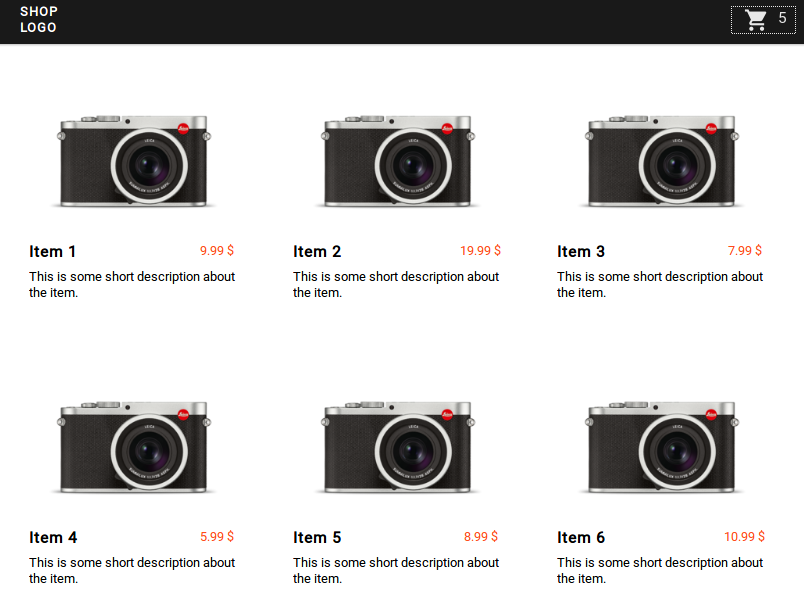 SHOP
LOGO
5
Item 1 9.99 $
This is some short description about
the item.
Item 2 19.99 $
This is some short description about
the item.
Item 3 7.99 $
This is some short description about
the item.
Item 4 5.99 $
This is some short description about
the item.
Item 5 8.99 $
This is some short description about
the item.
Item 6 10.99 $
This is some short description about
the item.